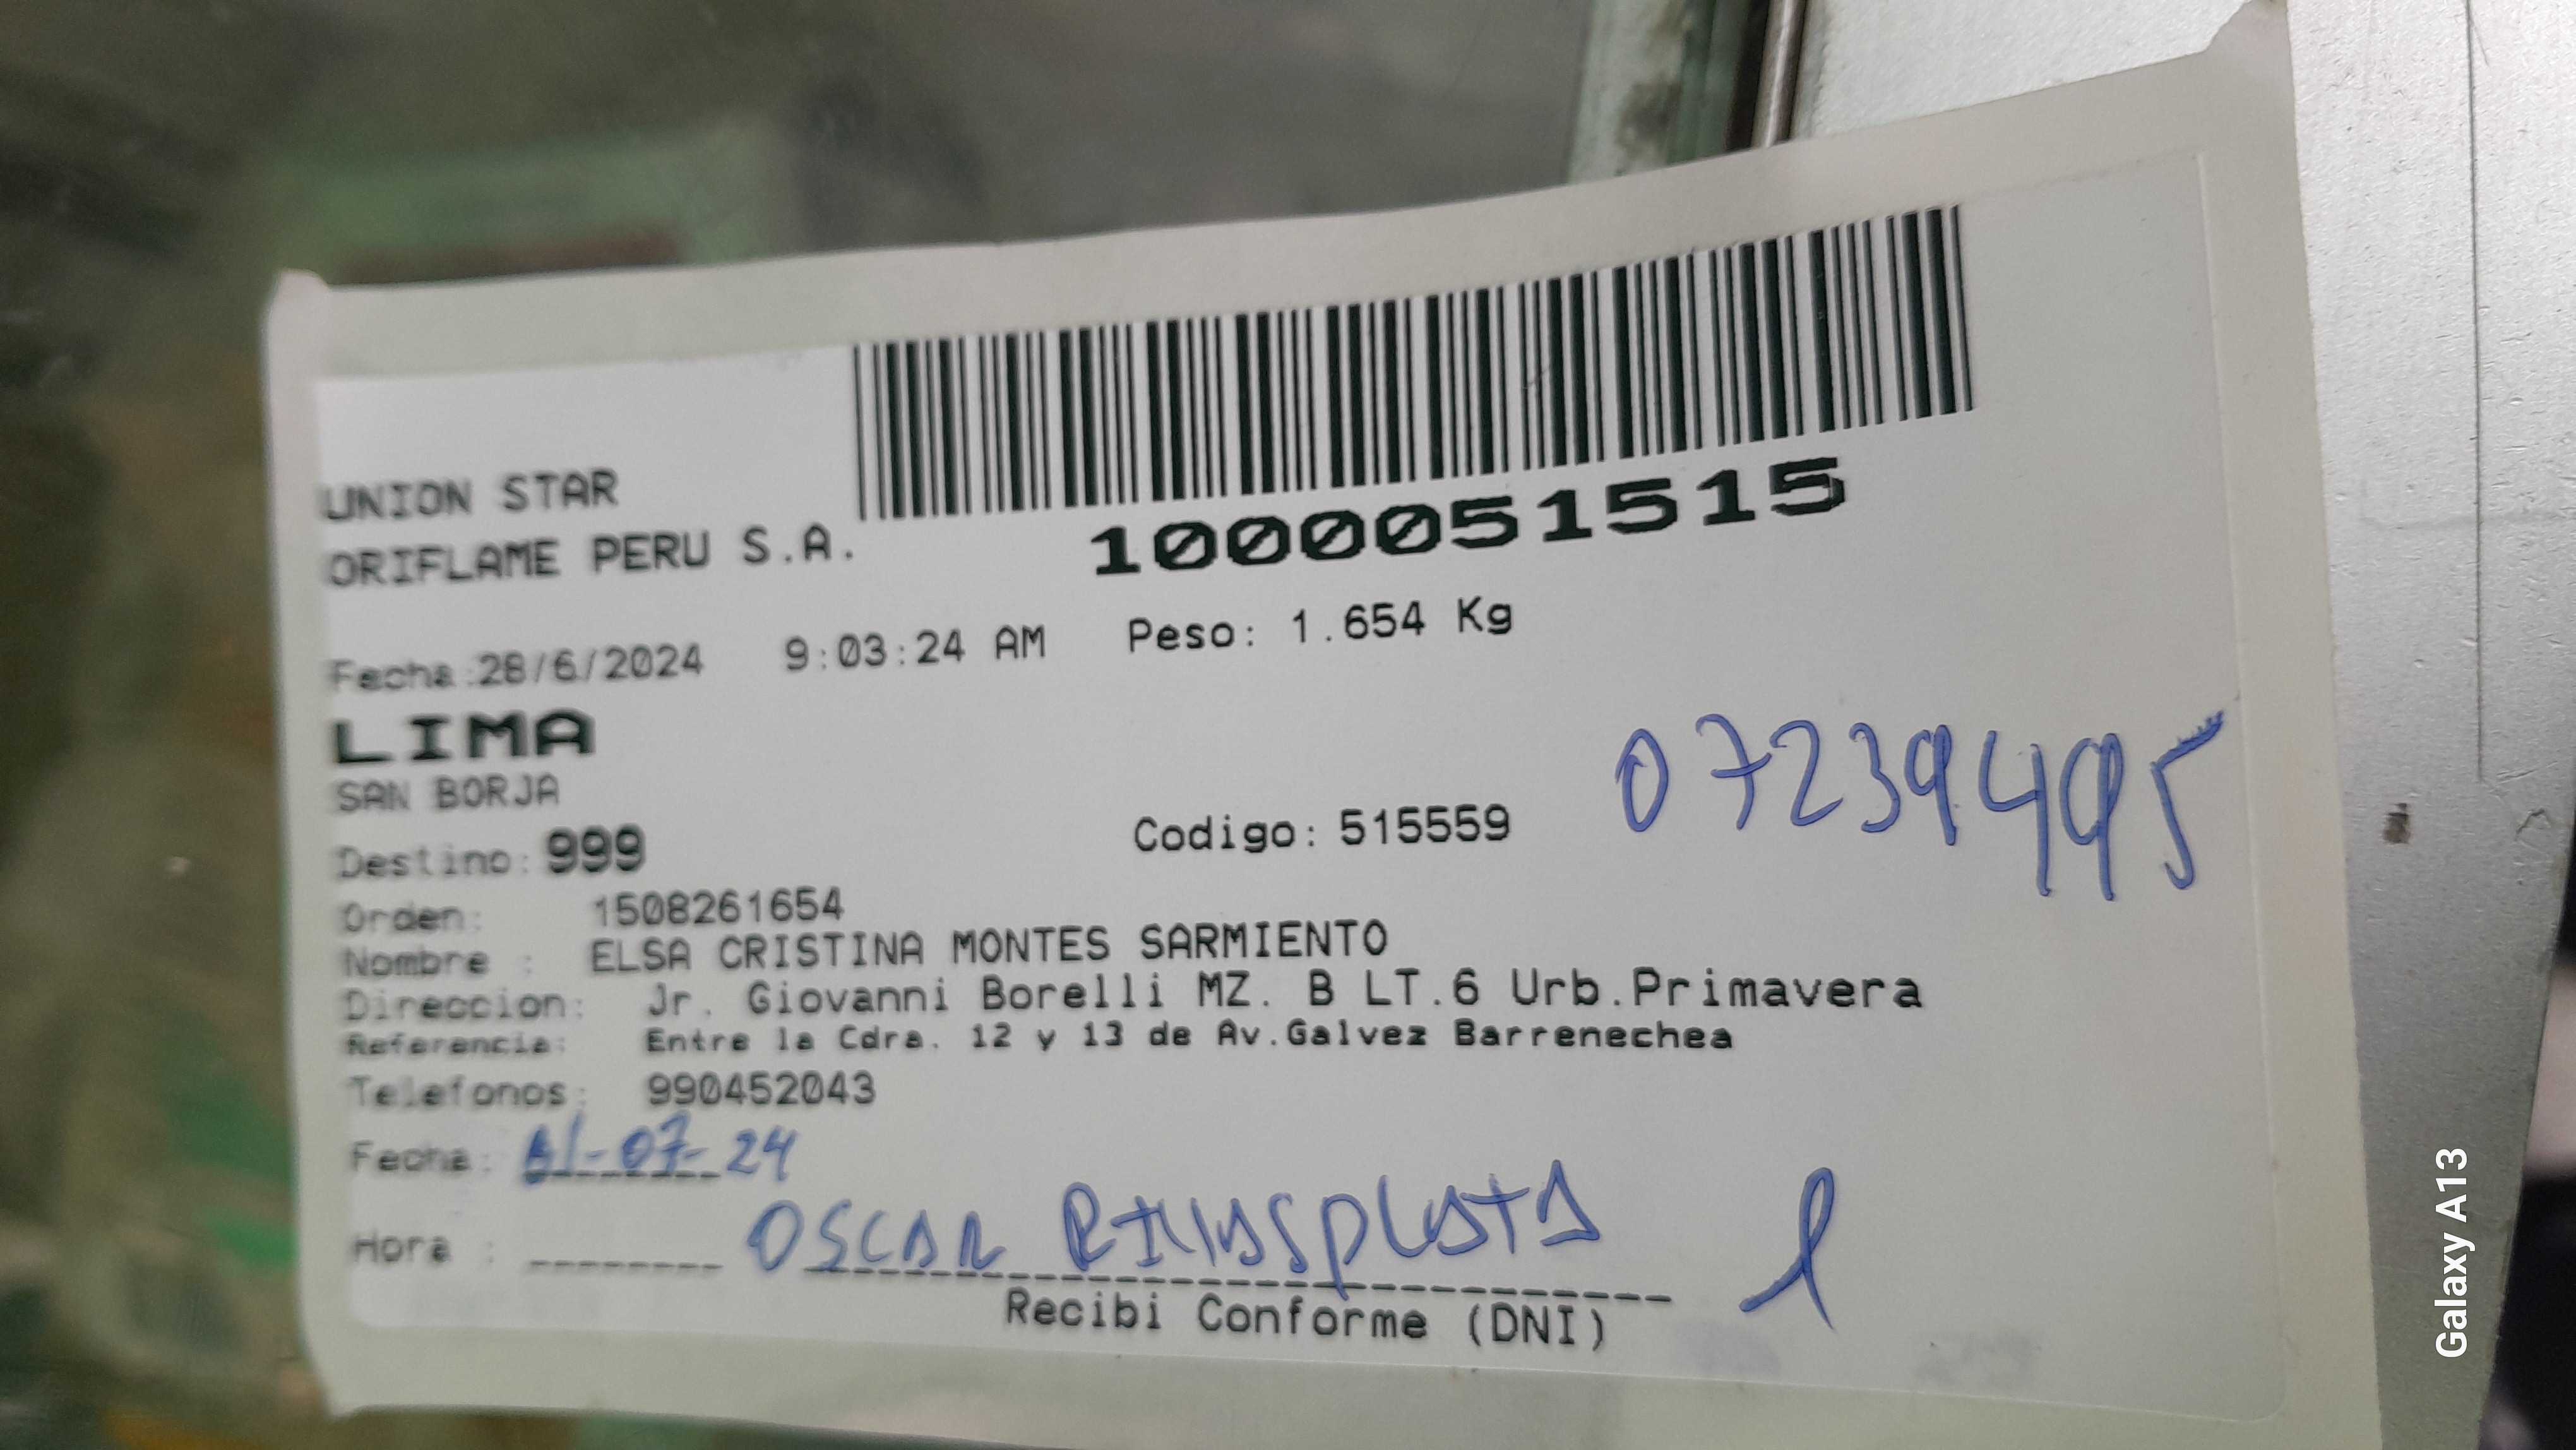 UNION STAR
ORIFLAME PERU S.A.
1000051515
Fecha:28/6/2024 9:03:24 AM Peso: 1.654 Kg
LIMA
SAN BORJA
07239495
Destino: 999 Codigo: 515559
Orden: 1508261654
Nombre : ELSA CRISTINA MONTES SARMIENTO
Direccion: Jr. Giovanni Borelli MZ. B LT.6 Urb.Primavera
Referencia: Entre la Cdra. 12 y 13 de Av.Galvez Barrenechea
Telefonos: 990452043
Fecha: 01-07-24
Hora : OSCAR
Recibi Conforme (DNI)
Galaxy A13